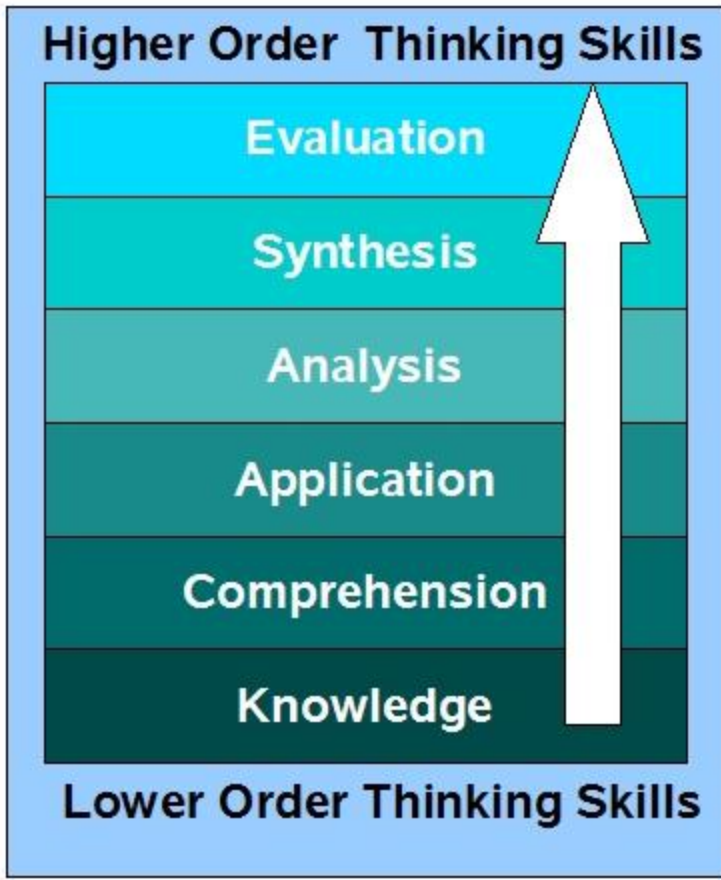 Higher Order Thinking Skills
Evaluation
Synthesis
Analysis
Application
Comprehension
Knowledge
Lower Order Thinking Skills